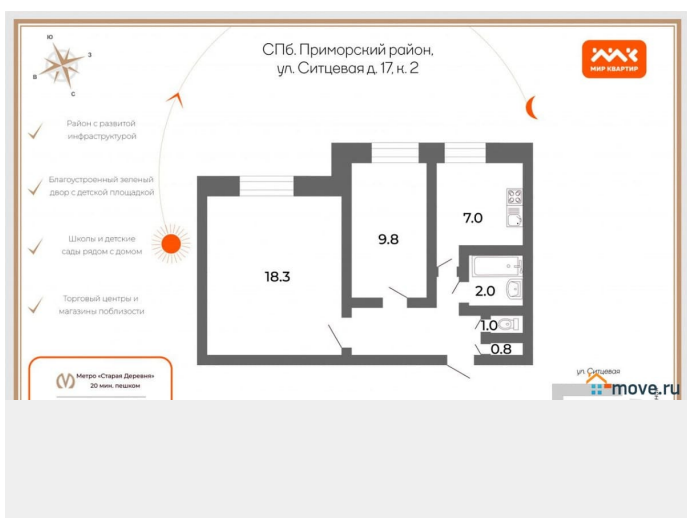 СПб. Приморский район,
ул. Ситцевая д. 17, к. 2
МИР КВАРТИР
Ю
З
В
С
Район с развитой
инфраструктурой
Благоустроенный зеленый
двор с детской площадкой
Школы и детские
сады рядом с домом
Торговый центры и
магазины поблизости
Метро «Старая Деревня»
20 мин. пешком
18.3
9.8
7.0
2.0
1.0
0.8
ул. Ситцевая
move.ru